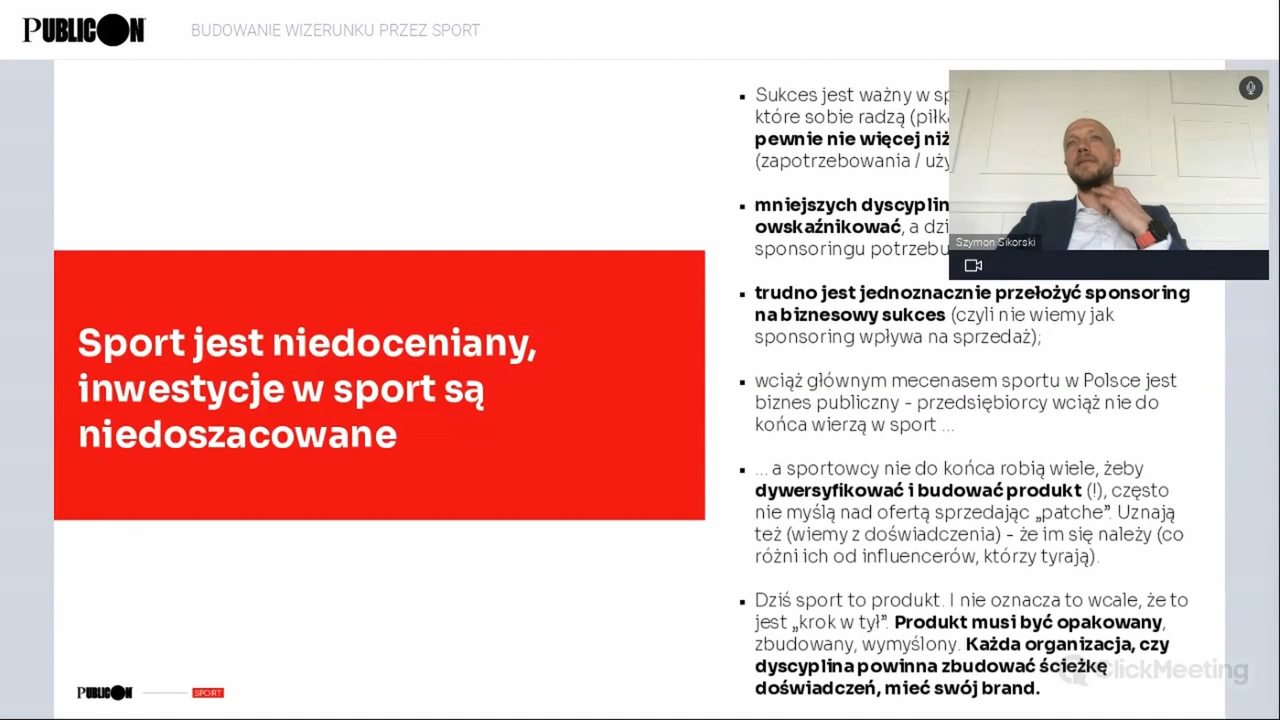 PUBLICON
BUDOWANIE WIZERUNKU PRZEZ SPORT
Sport jest niedoceniany,
inwestycje w sport są
niedoszacowane
Sukces jest ważny w
które sobie radzą
pewnie nie więcej niż
(zapotrzebowania /
mniejszych dyscyplin
owskaźnikować, a
sponsoringu
trudno jest jednoznacznie przełożyć sponsoring
na biznesowy sukces (czyli nie wiemy jak
sponsoring wpływa na sprzedaż);
wciąż głównym mecenasem sportu w Polsce jest
biznes publiczny - przedsiębiorcy wciąż nie do
końca wierzą w sport ...
... a sportowcy nie do końca robią wiele, żeby
dywersyfikować i budować produkt (!), często
nie myślą nad ofertą sprzedając „patche”. Uznają
też (wiemy z doświadczenia) - że im się należy (co
różni ich od influencerów, którzy tyrają).
Dziś sport to produkt. I nie oznacza to wcale, że to
jest „krok w tył”. Produkt musi być opakowany,
zbudowany, wymyślony. Każda organizacja, czy
dyscyplina powinna zbudować ścieżkę
doświadczeń, mieć swój brand.
Szymon Sikorski
PUBLICON
SPORT
ClickMeeting